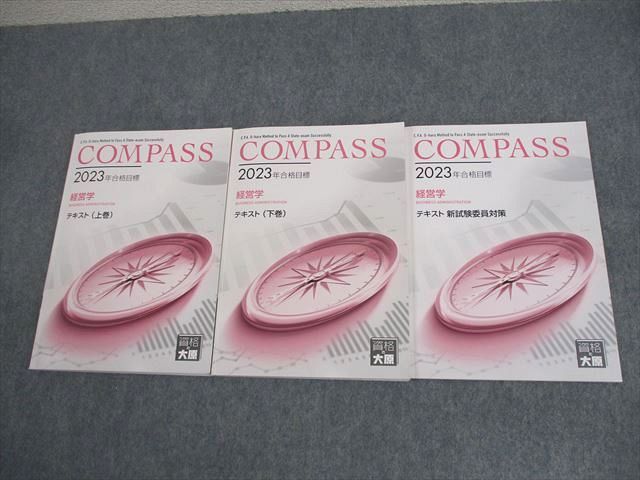 C.P.A. O-hara Method to Pass A State-exam Successfully
COMPASS
2023年合格目標
経営学
BUSINESS ADMINISTRATION
テキスト(上巻)
資格の
大原
C.P.A. O-hara Method to Pass A State-exam Successfully
COMPASS
2023年合格目標
経営学
BUSINESS ADMINISTRATION
テキスト(下巻)
資格の
大原
C.P.A. O-hara Method to Pass A State-exam Successfully
COMPASS
2023年合格目標
経営学
BUSINESS ADMINISTRATION
テキスト 新試験委員対策
資格の
大原